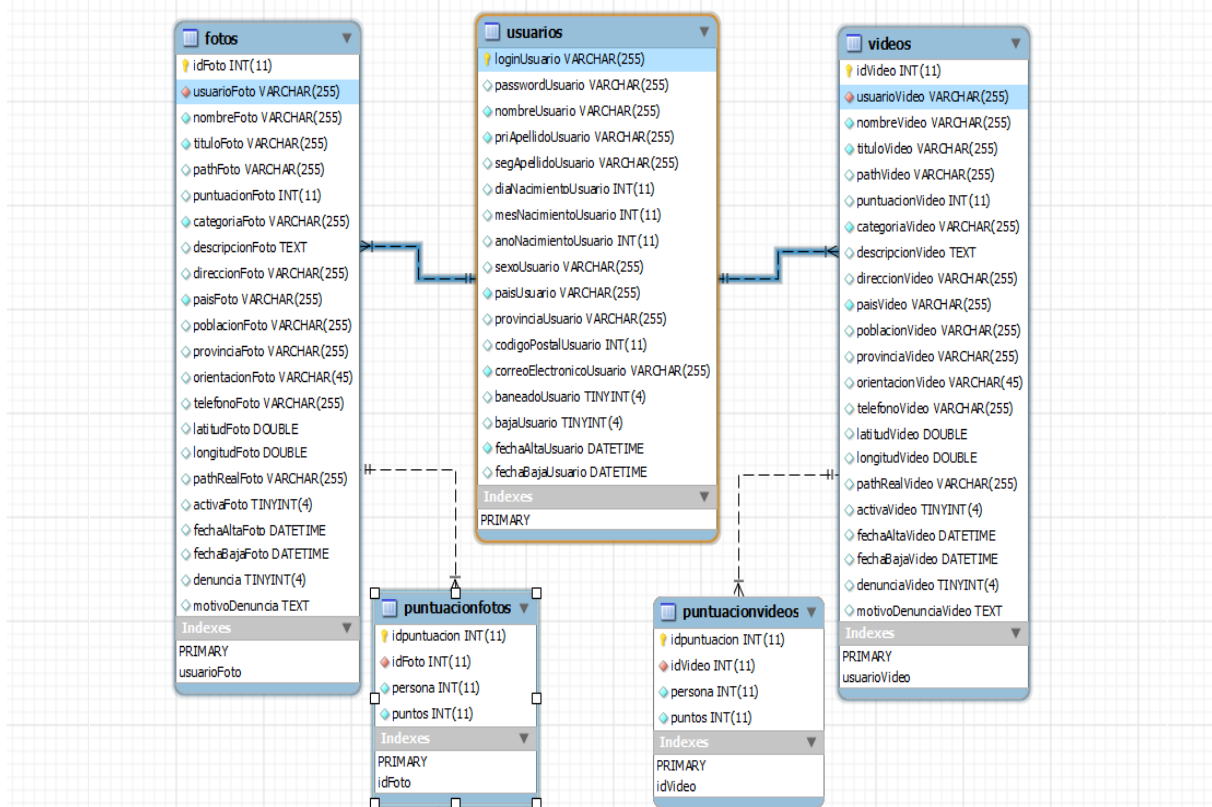 fotos
idFoto INT(11)
usuarioFoto VARCHAR(255)
nombreFoto VARCHAR(255)
tituloFoto VARCHAR(255)
pathFoto VARCHAR(255)
puntuacionFoto INT(11)
categoriaFoto VARCHAR(255)
descripcionFoto TEXT
direccionFoto VARCHAR(255)
paisFoto VARCHAR(255)
poblacionFoto VARCHAR(255)
provinciaFoto VARCHAR(255)
orientacionFoto VARCHAR(45)
telefonoFoto VARCHAR(255)
latitudFoto DOUBLE
longitudFoto DOUBLE
pathRealFoto VARCHAR(255)
activaFoto TINYINT(4)
fechaAltaFoto DATETIME
fechaBajaFoto DATETIME
denuncia TINYINT(4)
motivoDenuncia TEXT
Indexes
PRIMARY
usuarioFoto
usuarios
loginUsuario VARCHAR(255)
passwordUsuario VARCHAR(255)
nombreUsuario VARCHAR(255)
priApellidoUsuario VARCHAR(255)
segApellidoUsuario VARCHAR(255)
diaNacimientoUsuario INT(11)
mesNacimientoUsuario INT(11)
anoNacimientoUsuario INT(11)
sexoUsuario VARCHAR(255)
paisUsuario VARCHAR(255)
provinciaUsuario VARCHAR(255)
codigoPostalUsuario INT(11)
correoElectronicoUsuario VARCHAR(255)
baneadoUsuario TINYINT(4)
bajaUsuario TINYINT(4)
fechaAltaUsuario DATETIME
fechaBajaUsuario DATETIME
Indexes
PRIMARY
videos
idVideo INT(11)
usuarioVideo VARCHAR(255)
nombreVideo VARCHAR(255)
tituloVideo VARCHAR(255)
pathVideo VARCHAR(255)
puntuacionVideo INT(11)
categoriaVideo VARCHAR(255)
descripcionVideo TEXT
direccionVideo VARCHAR(255)
paisVideo VARCHAR(255)
poblacionVideo VARCHAR(255)
provinciaVideo VARCHAR(255)
orientacionVideo VARCHAR(45)
telefonoVideo VARCHAR(255)
latitudVideo DOUBLE
longitudVideo DOUBLE
pathRealVideo VARCHAR(255)
activaVideo TINYINT(4)
fechaAltaVideo DATETIME
fechaBajaVideo DATETIME
denunciaVideo TINYINT(4)
motivoDenunciaVideo TEXT
Indexes
PRIMARY
usuarioVideo
puntuacionfotos
idpuntuacion INT(11)
idFoto INT(11)
persona INT(11)
puntos INT(11)
Indexes
PRIMARY
idFoto
puntuacionvideos
idpuntuacion INT(11)
idVideo INT(11)
persona INT(11)
puntos INT(11)
Indexes
PRIMARY
idVideo